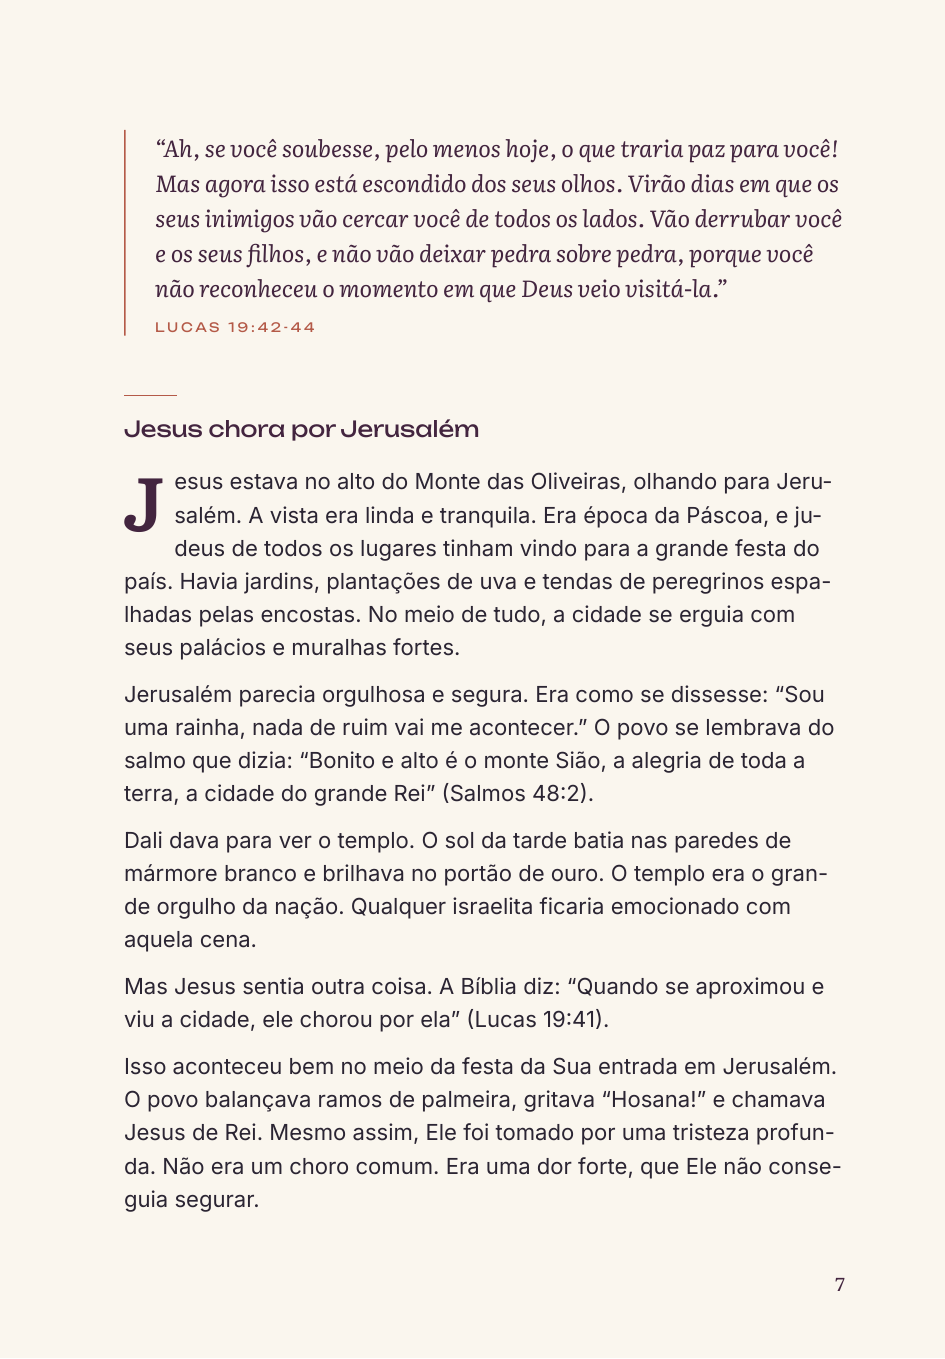 “Ah, se você soubesse, pelo menos hoje, o que traria paz para você!
Mas agora isso está escondido dos seus olhos. Virão dias em que os
seus inimigos vão cercar você de todos os lados. Vão derrubar você
e os seus filhos, e não vão deixar pedra sobre pedra, porque você
não reconheceu o momento em que Deus veio visitá-la.”
LUCAS 19:42-44
Jesus chora por Jerusalém
Jesus estava no alto do Monte das Oliveiras, olhando para Jeru-
salém. A vista era linda e tranquila. Era época da Páscoa, e ju-
deus de todos os lugares tinham vindo para a grande festa do
país. Havia jardins, plantações de uva e tendas de peregrinos espa-
lhadas pelas encostas. No meio de tudo, a cidade se erguia com
seus palácios e muralhas fortes.
Jerusalém parecia orgulhosa e segura. Era como se dissesse: “Sou
uma rainha, nada de ruim vai me acontecer.” O povo se lembrava do
salmo que dizia: “Bonito e alto é o monte Sião, a alegria de toda a
terra, a cidade do grande Rei” (Salmos 48:2).
Dali dava para ver o templo. O sol da tarde batia nas paredes de
mármore branco e brilhava no portão de ouro. O templo era o gran-
de orgulho da nação. Qualquer israelita ficaria emocionado com
aquela cena.
Mas Jesus sentia outra coisa. A Bíblia diz: “Quando se aproximou e
viu a cidade, ele chorou por ela” (Lucas 19:41).
Isso aconteceu bem no meio da festa da Sua entrada em Jerusalém.
O povo balançava ramos de palmeira, gritava “Hosana!” e chamava
Jesus de Rei. Mesmo assim, Ele foi tomado por uma tristeza profun-
da. Não era um choro comum. Era uma dor forte, que Ele não conse-
guia segurar.
7